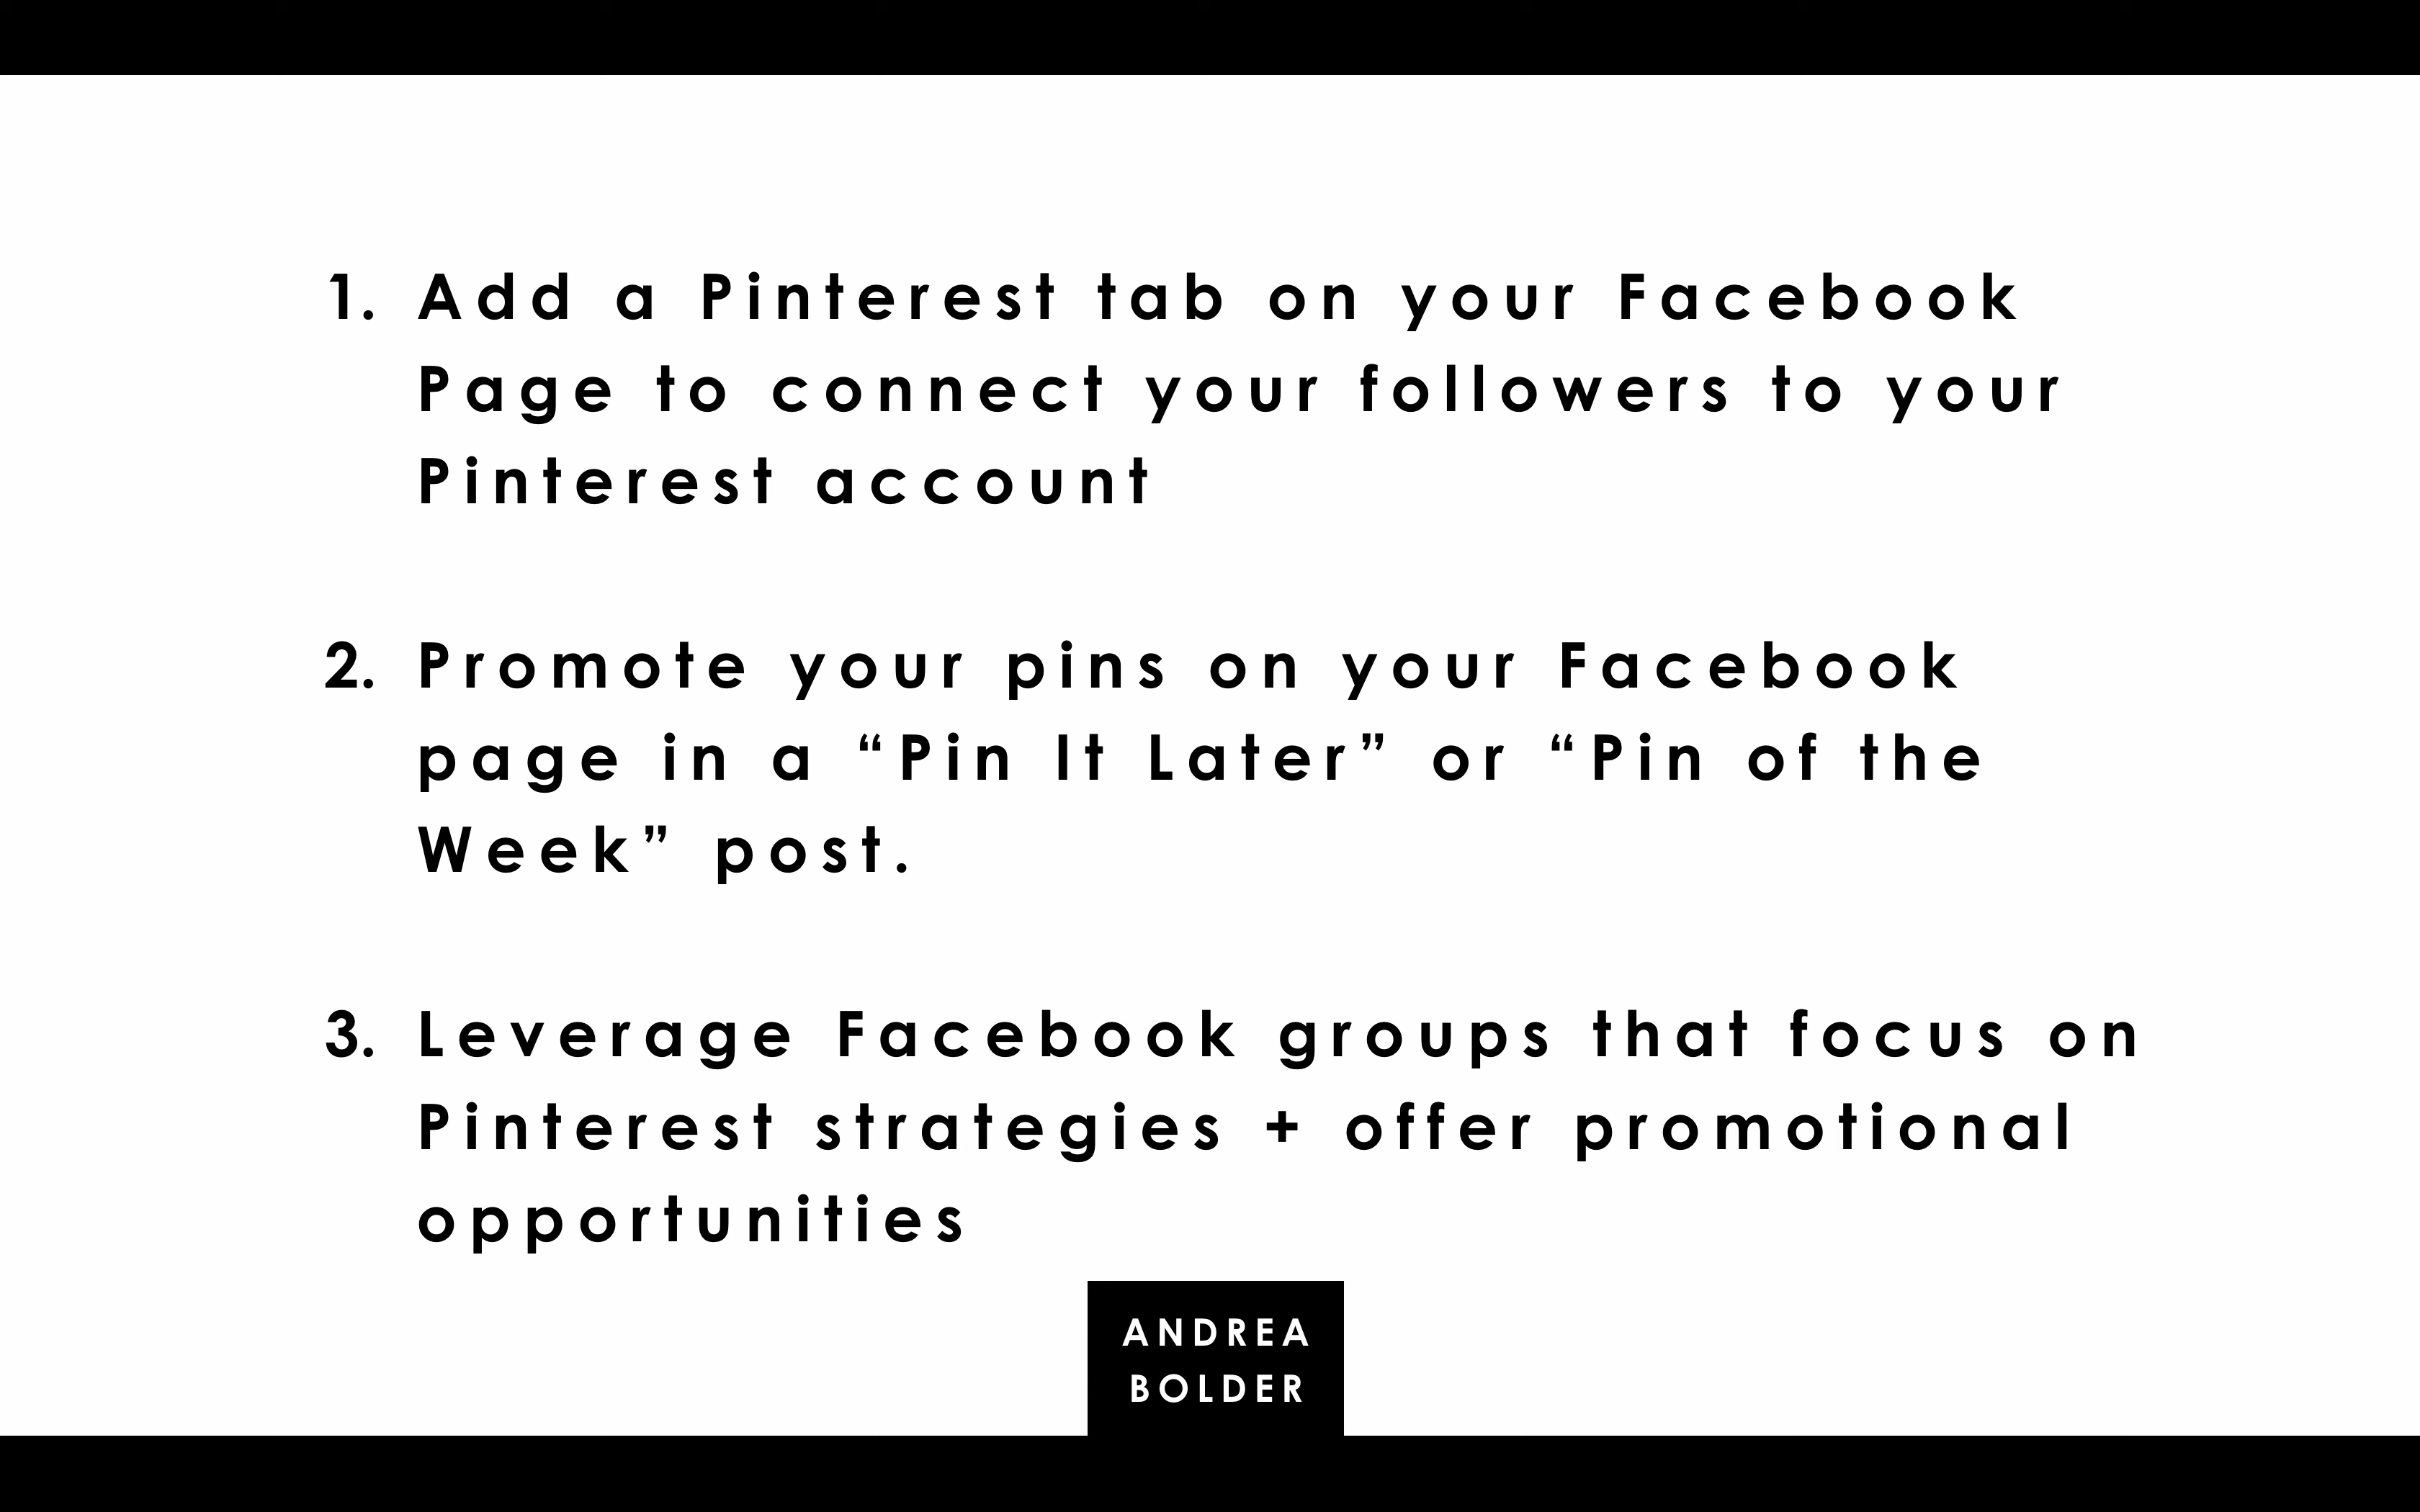 1. Add a Pinterest tab on your Facebook
Page to connect your followers to your
Pinterest account
2. Promote your pins on your Facebook
page in a “Pin It Later” or “Pin of the
Week” post.
3. Leverage Facebook groups that focus on
Pinterest strategies + offer promotional
opportunities
ANDREA
BOLDER